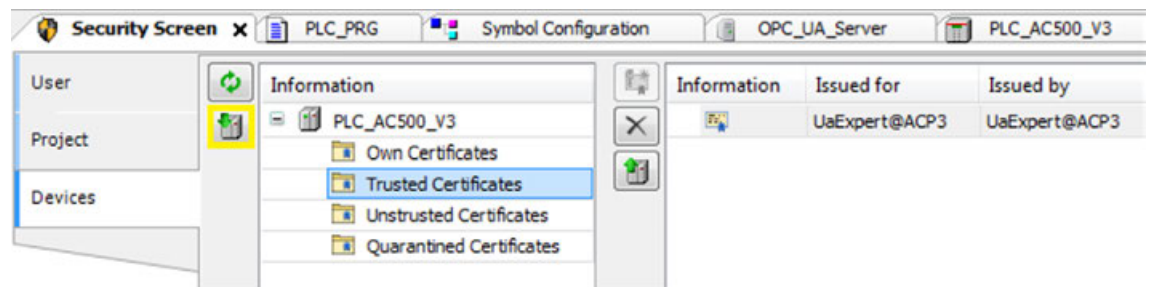 Security Screen PLC_PRG Symbol Configuration OPC_UA_Server PLC_AC500_V3
User
Project
Devices
Information
PLC_AC500_V3
Own Certificates
Trusted Certificates
Unstrusted Certificates
Quarantined Certificates
Information Issued for Issued by
UaExpert@ACP3 UaExpert@ACP3